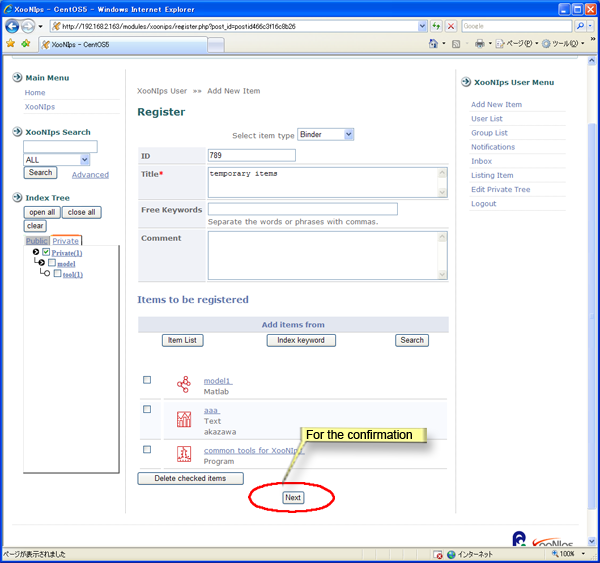 XooNIps - CentOS5 - Windows Internet Explorer
http://192.168.2.163/modules/xoonips/register.php?post_id=postid466c3f16c8b26
Google
XooNIps - CentOS5
ページ(P)
ツール(O)
Main Menu
Home
XooNIps
XooNIps Search
ALL
Search
Advanced
Index Tree
open all
close all
clear
Public
Private
Private(1)
model
tool(1)
XooNIps User »» Add New Item
Register
Select item type
Binder
ID
789
Title*
temporary items
Free Keywords
Separate the words or phrases with commas.
Comment
Items to be registered
Add items from
Item List
Index keyword
Search
model1
Matlab
aaa
Text
akazawa
common tools for XooNIps
Program
For the confirmation
Delete checked items
Next
XooNIps User Menu
Add New Item
User List
Group List
Notifications
Inbox
Listing Item
Edit Private Tree
Logout
XooNIps
ページが表示されました
インターネット
100%